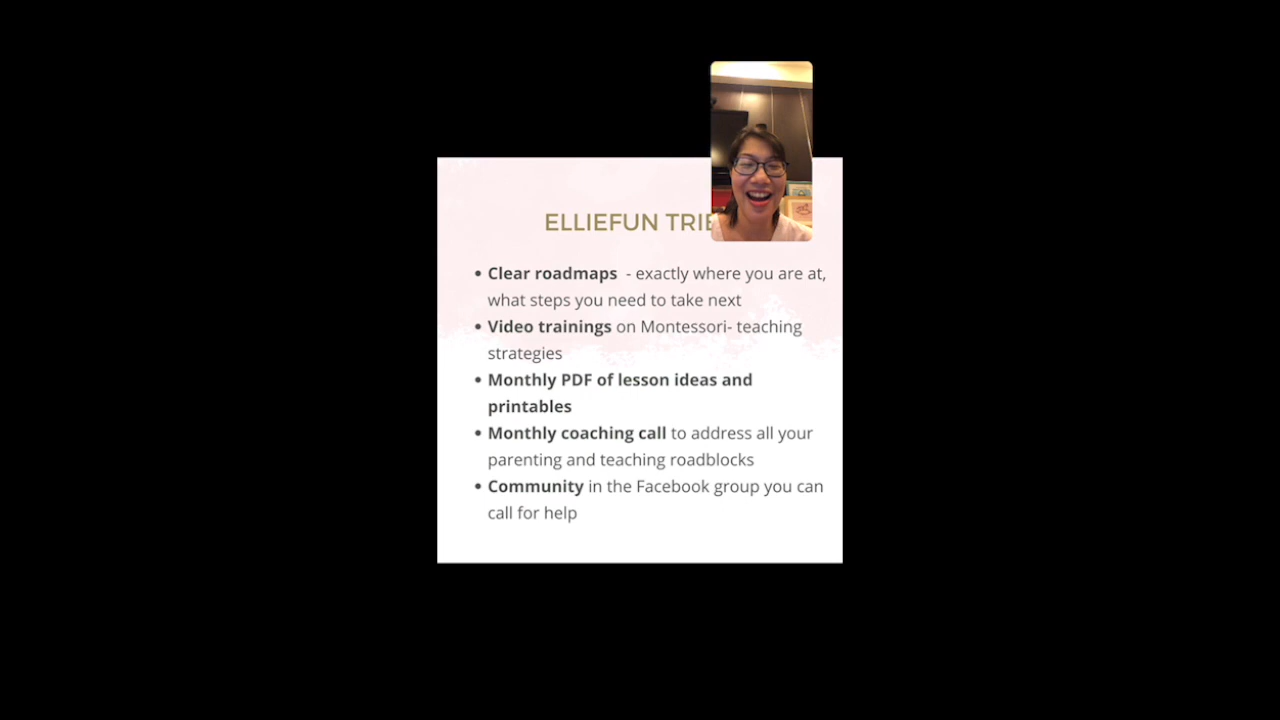 ELLIEFUN
• Clear roadmaps - exactly where you are at,
what steps you need to take next
• Video trainings on Montessori- teaching
strategies
• Monthly PDF of lesson ideas and
printables
• Monthly coaching call to address all your
parenting and teaching roadblocks
• Community in the Facebook group you can
call for help